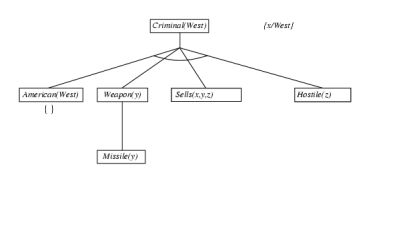 Criminal(West) {x/West}
American(West) Weapon(y) Sells(x,y,z) Hostile(z)
{ }
Missile(y)